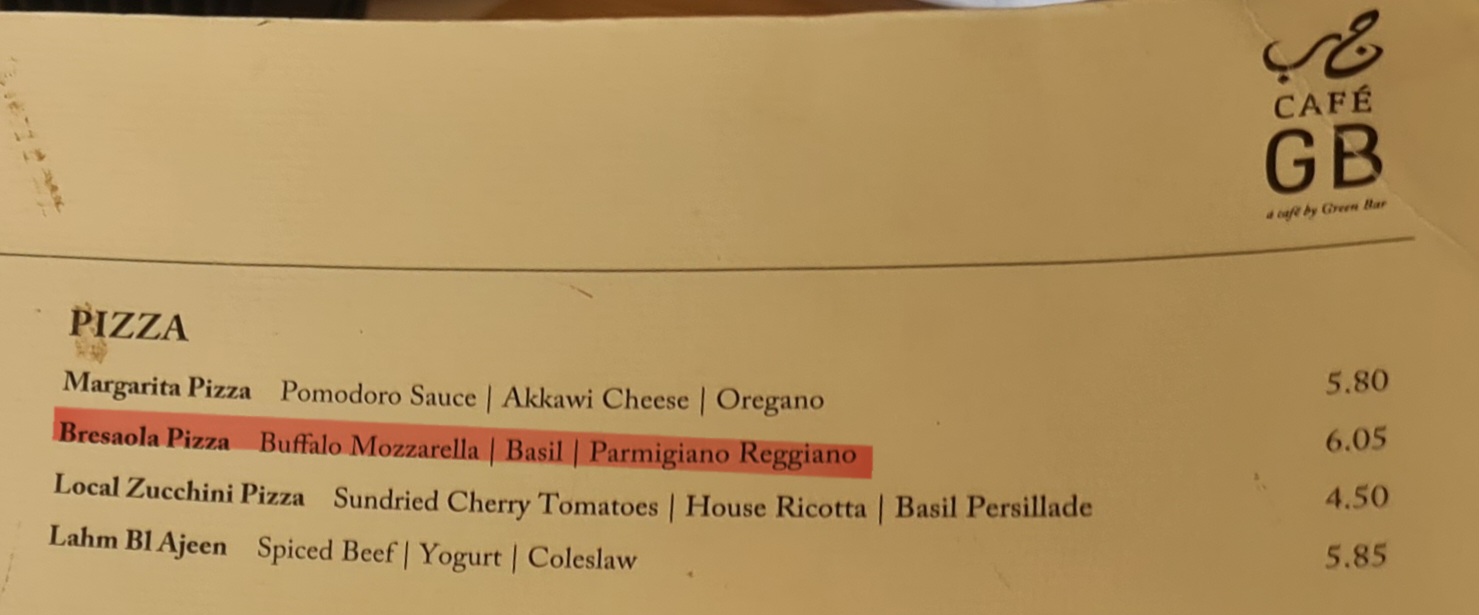 ج ب
CAFÉ
GB
a café by Green Bar
PIZZA
Margarita Pizza Pomodoro Sauce | Akkawi Cheese | Oregano 5.80
Bresaola Pizza Buffalo Mozzarella | Basil | Parmigiano Reggiano 6.05
Local Zucchini Pizza Sundried Cherry Tomatoes | House Ricotta | Basil Persillade 4.50
Lahm Bl Ajeen Spiced Beef | Yogurt | Coleslaw 5.85